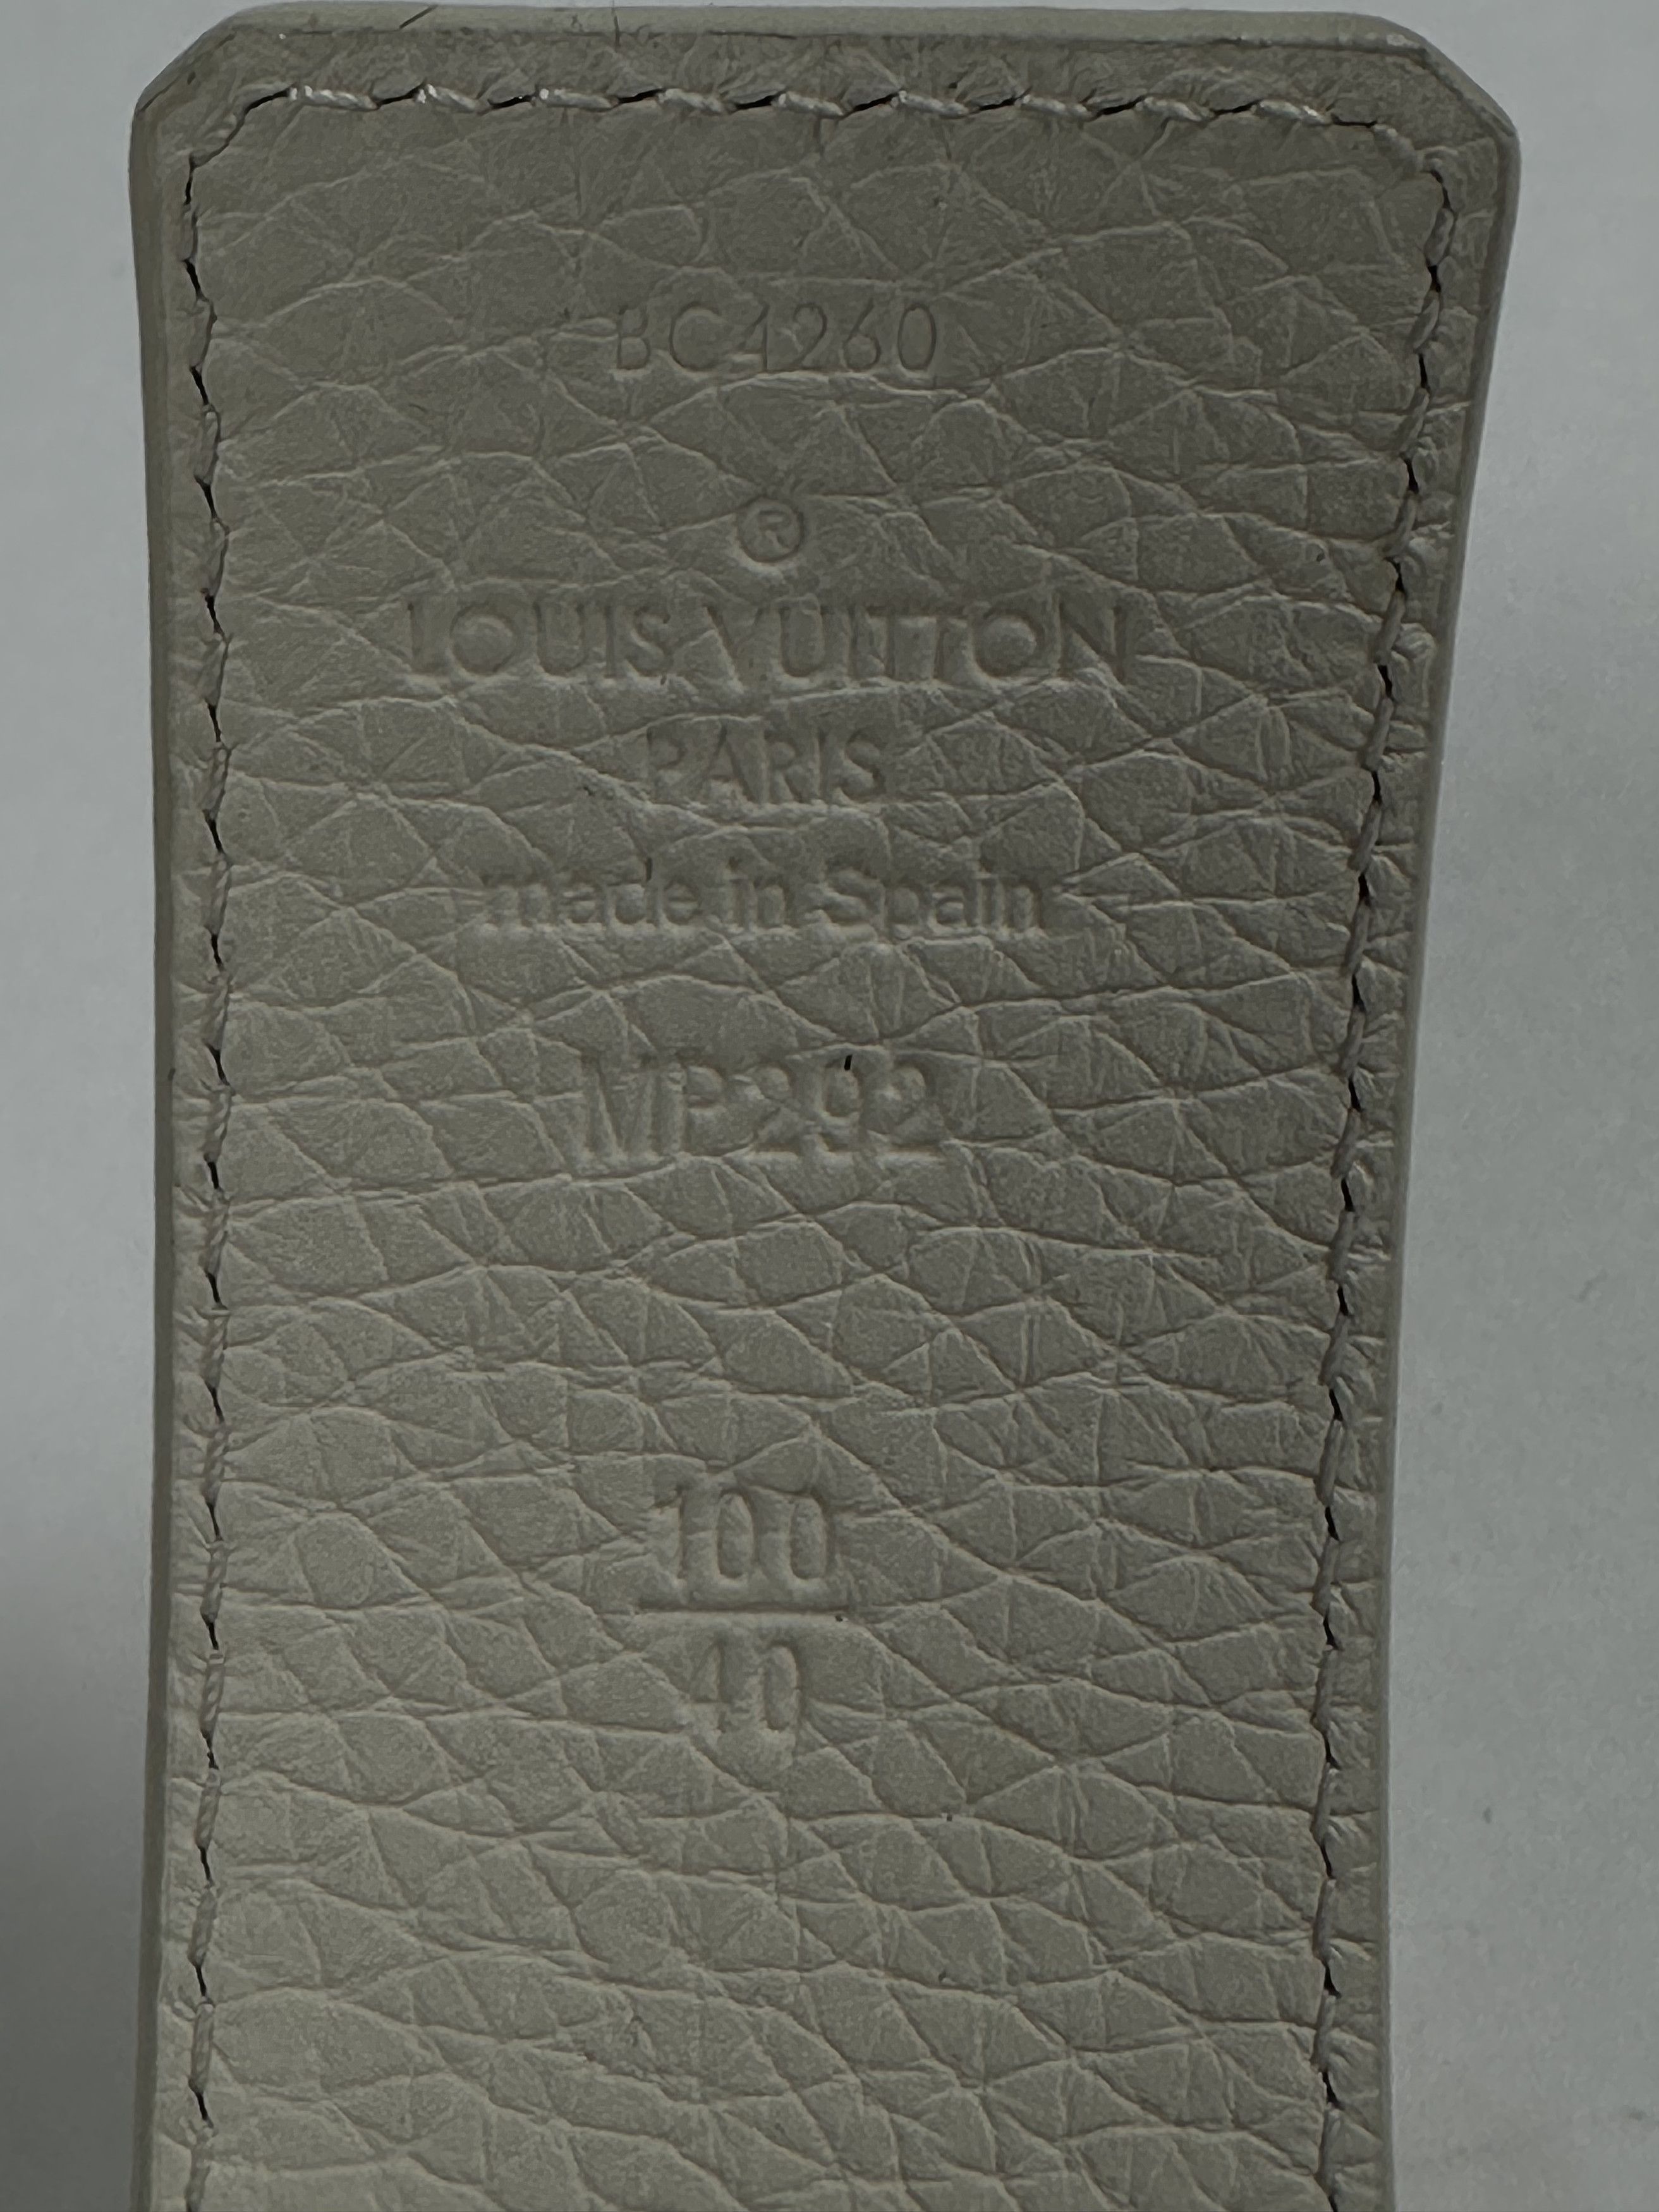 BC4260
®
LOUIS VUITTON
PARIS
made in Spain
MP292
100
40